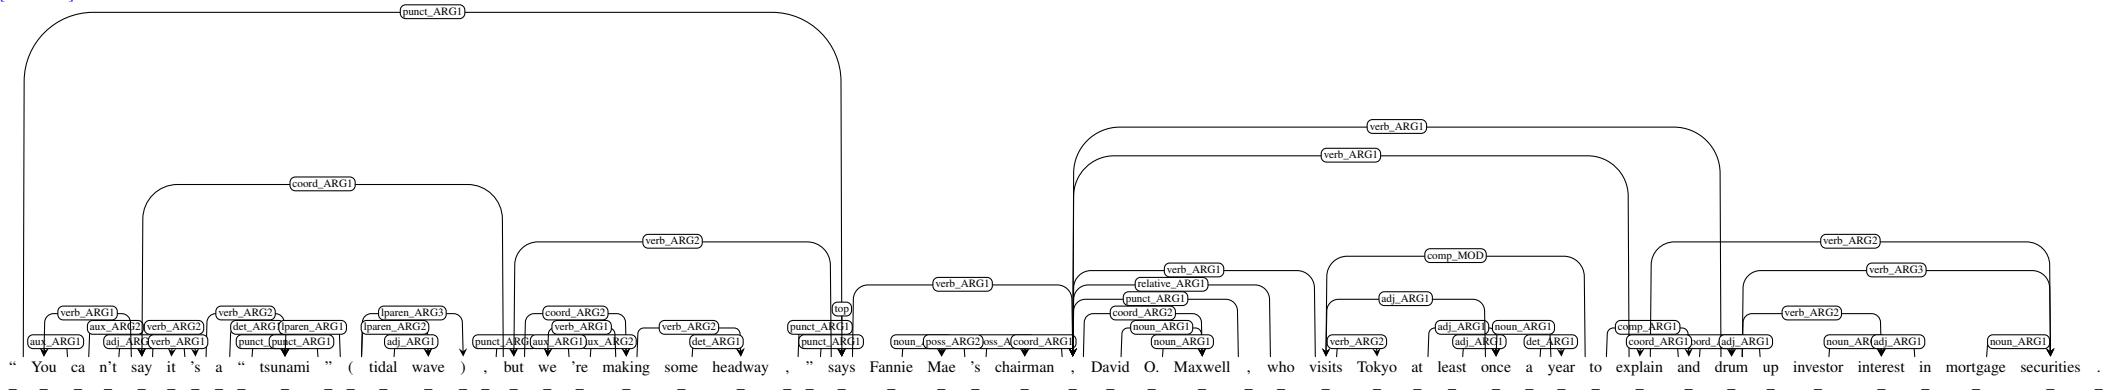 punct_ARG1
verb_ARG1
verb_ARG1
coord_ARG1
verb_ARG2 verb_ARG2
comp_MOD
verb_ARG1 verb_ARG3
verb_ARG1 relative_ARG1
punct_ARG1 adj_ARG1
verb_ARG1 verb_ARG2 lparen_ARG3 coord_ARG2 top coord_ARG2 verb_ARG2
aux_ARG2 verb_ARG2 lparen_ARG1 lparen_ARG2 verb_ARG1 verb_ARG2 punct_ARG1 noun_ARG1 adj_ARG1 noun_ARG1 comp_ARG1
aux_ARG1 verb_ARG1 punct_ARG1 adj_ARG1 det_ARG1 punct_ARG1 poss_ARG2 coord_ARG1 noun_ARG1 verb_ARG2 det_ARG1 coord_ARG1 adj_ARG1 adj_ARG1 noun_ARG1
“ You ca n't say it 's a “ tsunami ” ( tidal wave ) , but we 're making some headway , ” says Fannie Mae 's chairman , David O. Maxwell , who visits Tokyo at least once a year to explain and drum up investor interest in mortgage securities .